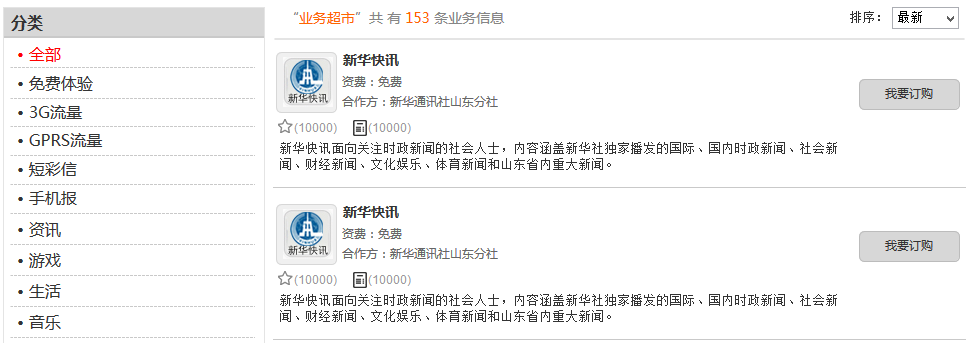 分类
• 全部
• 免费体验
• 3G流量
• GPRS流量
• 短彩信
• 手机报
• 资讯
• 游戏
• 生活
• 音乐
“业务超市”共 有 153 条业务信息
排序： 最新
新华快讯
新华快讯
资费：免费
合作方：新华通讯社山东分社
我要订购
(10000) (10000)
新华快讯面向关注时政新闻的社会人士，内容涵盖新华社独家播发的国际、国内时政新闻、社会新
闻、财经新闻、文化娱乐、体育新闻和山东省内重大新闻。
新华快讯
新华快讯
资费：免费
合作方：新华通讯社山东分社
我要订购
(10000) (10000)
新华快讯面向关注时政新闻的社会人士，内容涵盖新华社独家播发的国际、国内时政新闻、社会新
闻、财经新闻、文化娱乐、体育新闻和山东省内重大新闻。